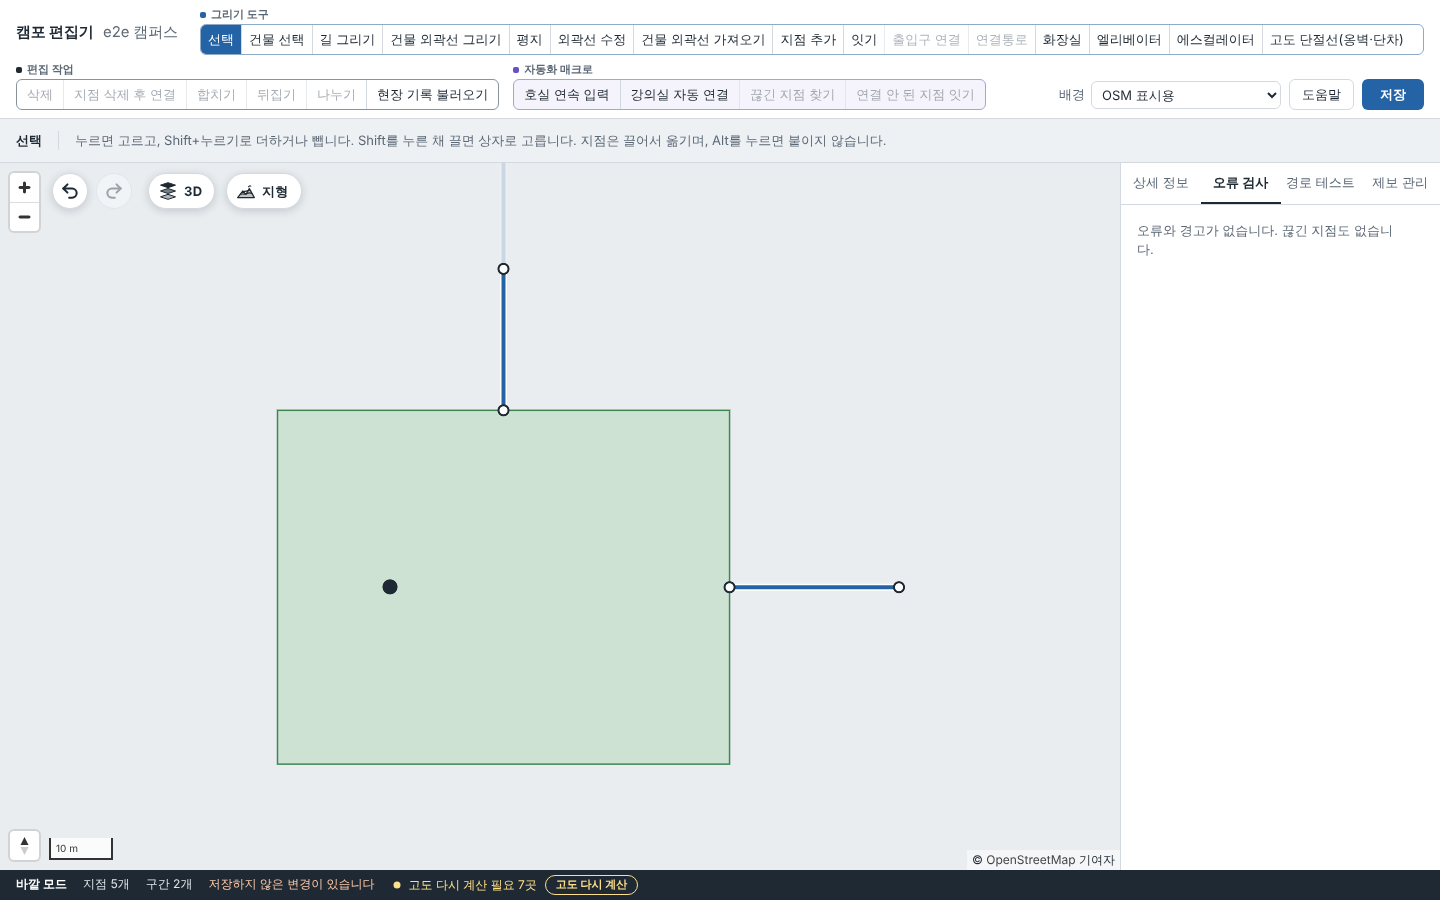 캠포 편집기 e2e 캠퍼스
그리기 도구
선택 건물 선택 길 그리기 건물 외곽선 그리기 평지 외곽선 수정 건물 외곽선 가져오기 지점 추가 잇기 출입구 연결 연결통로 화장실 엘리베이터 에스컬레이터 고도 단절선(옹벽·단차)
편집 작업
삭제 지점 삭제 후 연결 합치기 뒤집기 나누기 현장 기록 불러오기
자동화 매크로
호실 연속 입력 강의실 자동 연결 끊긴 지점 찾기 연결 안 된 지점 잇기
배경 OSM 표시용 도움말 저장
선택 누르면 고르고, Shift+누르기로 더하거나 뺍니다. Shift를 누른 채 끌면 상자로 고릅니다. 지점은 끌어서 옮기며, Alt를 누르면 붙이지 않습니다.
3D 지형
상세 정보 오류 검사 경로 테스트 제보 관리
오류와 경고가 없습니다. 끊긴 지점도 없습니
다.
10 m
© OpenStreetMap 기여자
바깥 모드 지점 5개 구간 2개 저장하지 않은 변경이 있습니다 고도 다시 계산 필요 7곳 고도 다시 계산